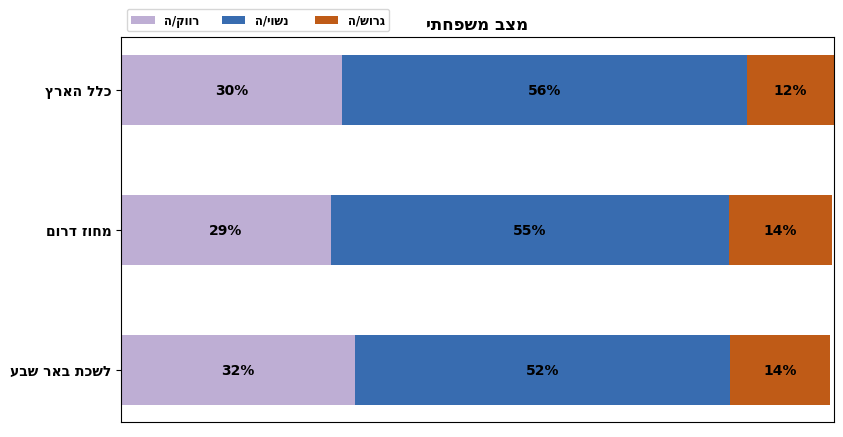 מצב משפחתי
רווק/ה נשוי/ה גרוש/ה
כלל הארץ 30% 56% 12%
מחוז דרום 29% 55% 14%
לשכת באר שבע 32% 52% 14%